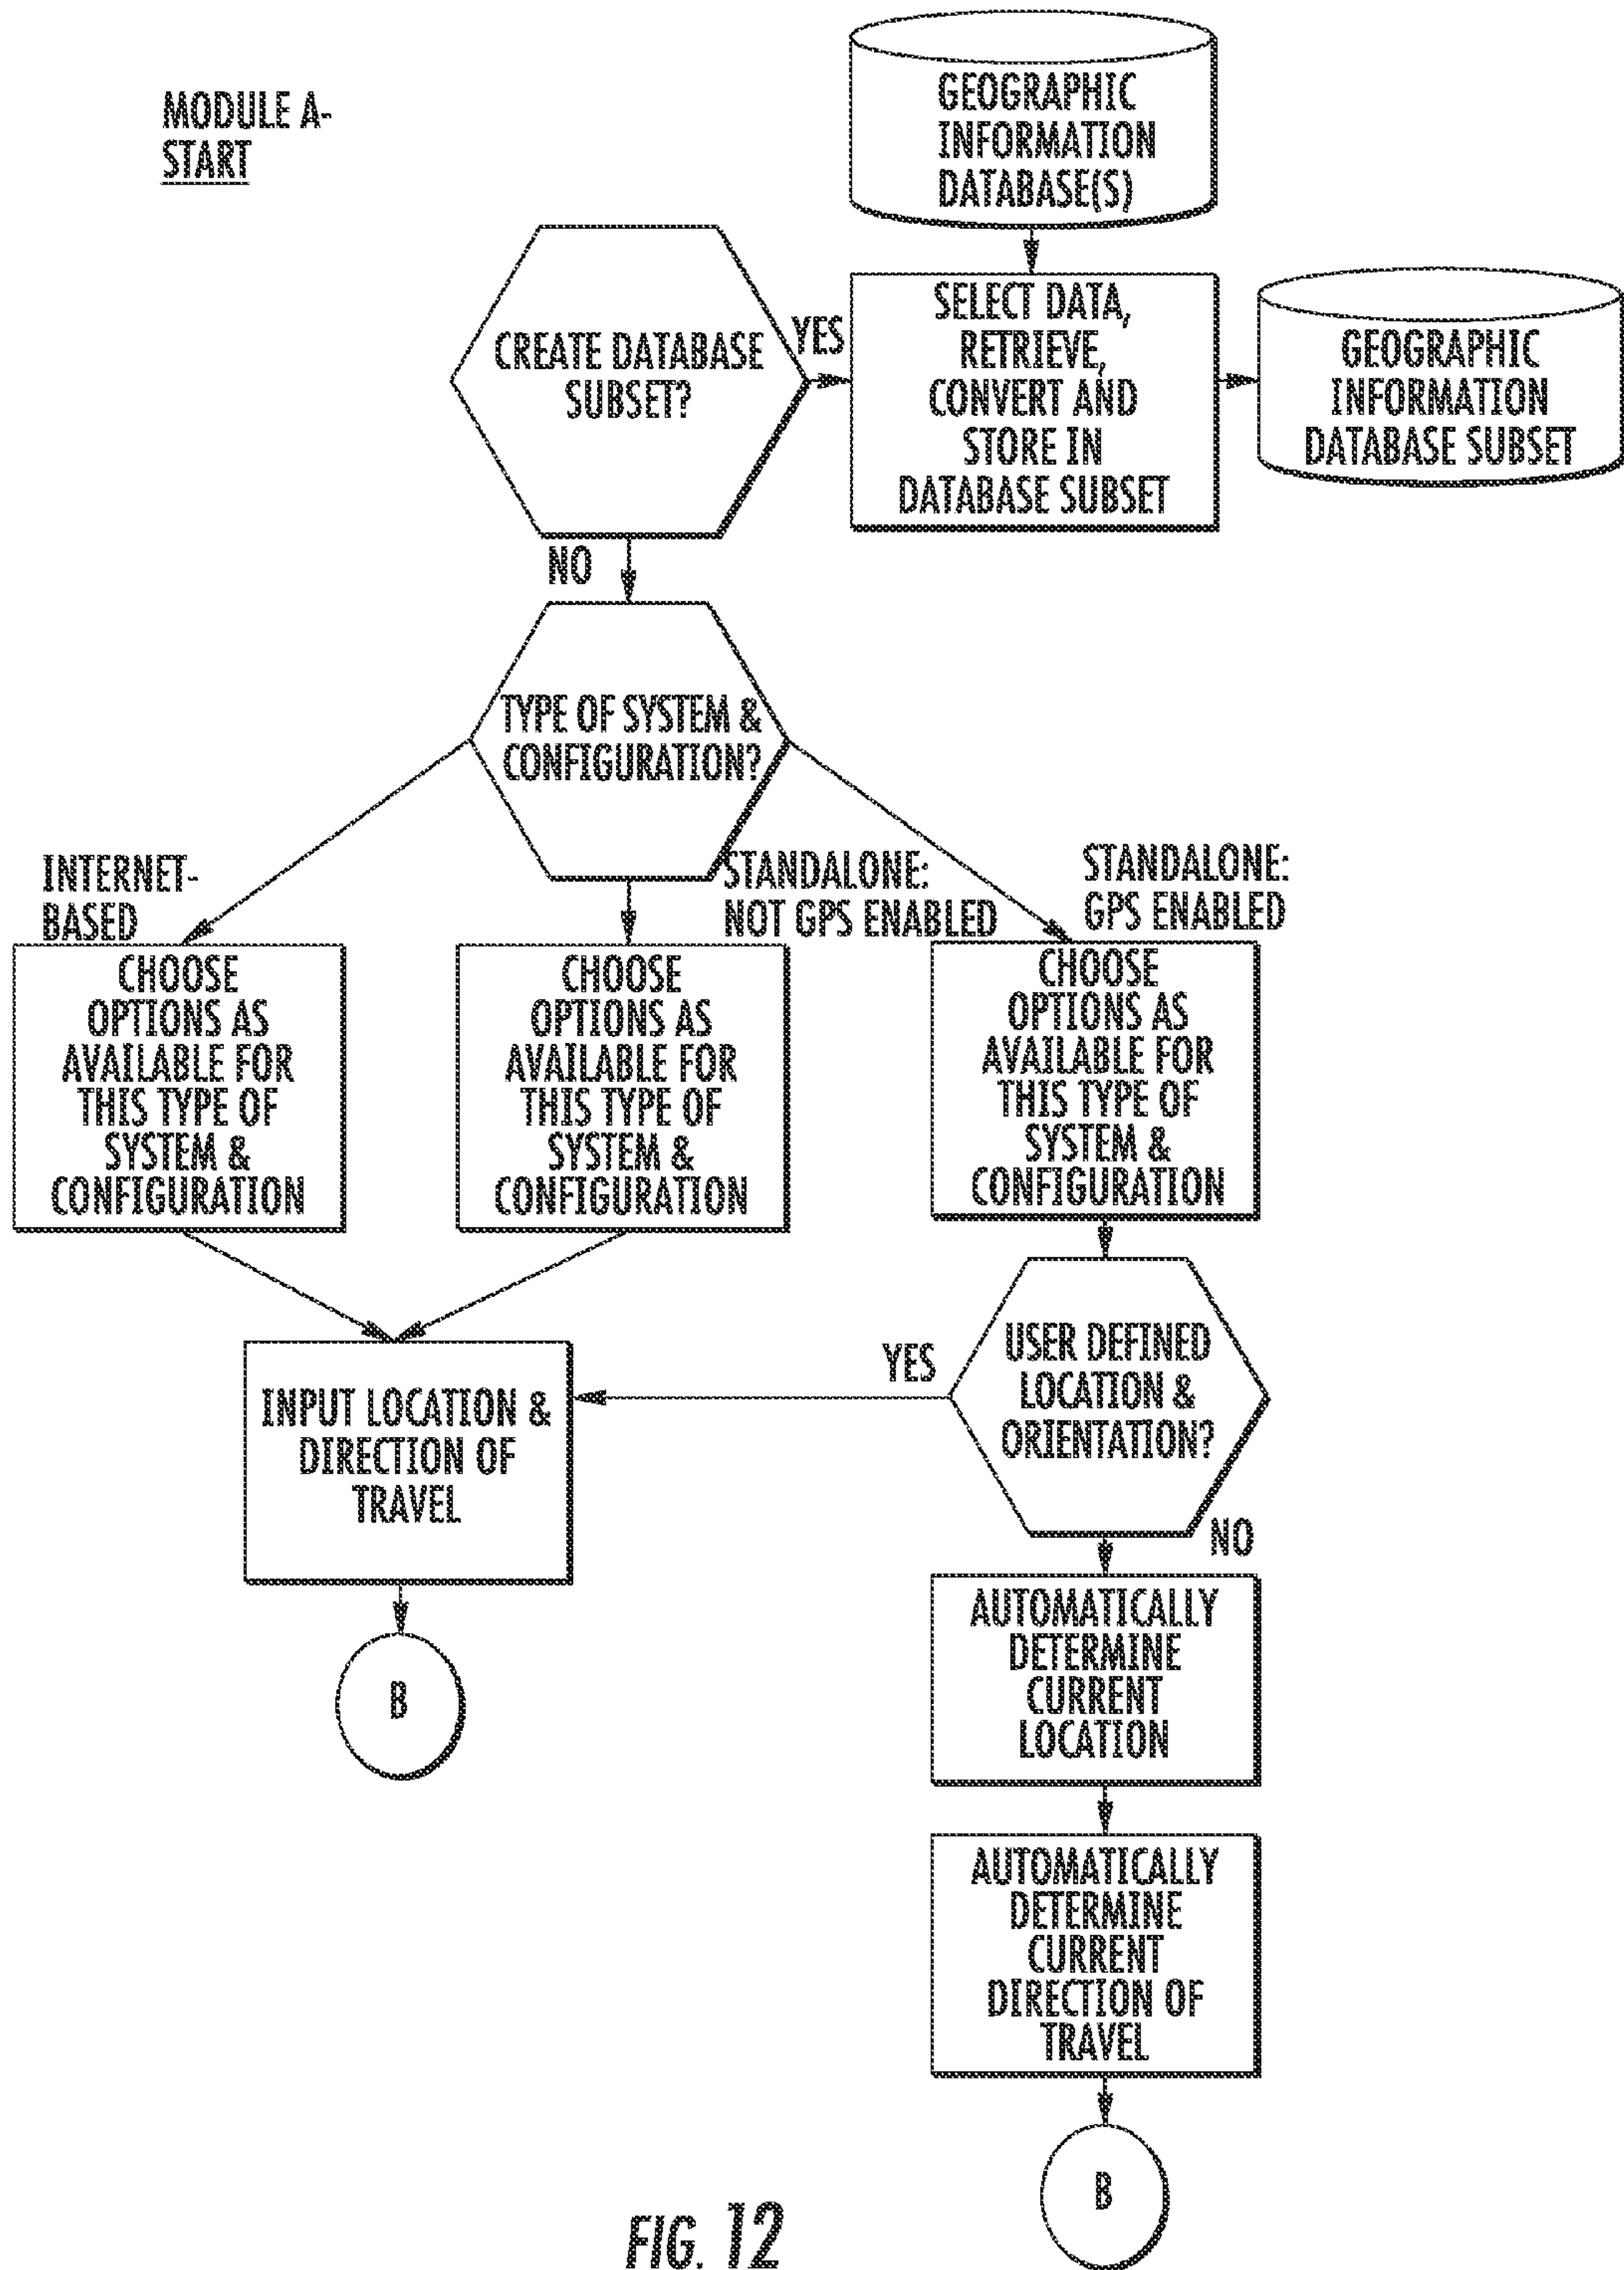 MODULE A-
START
GEOGRAPHIC
INFORMATION
DATABASE(S)
CREATE DATABASE
SUBSET?
YES
SELECT DATA,
RETRIEVE,
CONVERT AND
STORE IN
DATABASE SUBSET
GEOGRAPHIC
INFORMATION
DATABASE SUBSET
NO
TYPE OF SYSTEM &
CONFIGURATION?
INTERNET-
BASED
STANDALONE:
NOT GPS ENABLED
STANDALONE:
GPS ENABLED
CHOOSE
OPTIONS AS
AVAILABLE FOR
THIS TYPE OF
SYSTEM &
CONFIGURATION
CHOOSE
OPTIONS AS
AVAILABLE FOR
THIS TYPE OF
SYSTEM &
CONFIGURATION
CHOOSE
OPTIONS AS
AVAILABLE FOR
THIS TYPE OF
SYSTEM &
CONFIGURATION
INPUT LOCATION &
DIRECTION OF
TRAVEL
YES
USER DEFINED
LOCATION &
ORIENTATION?
NO
B
AUTOMATICALLY
DETERMINE
CURRENT
LOCATION
AUTOMATICALLY
DETERMINE
CURRENT
DIRECTION OF
TRAVEL
B
FIG. 12